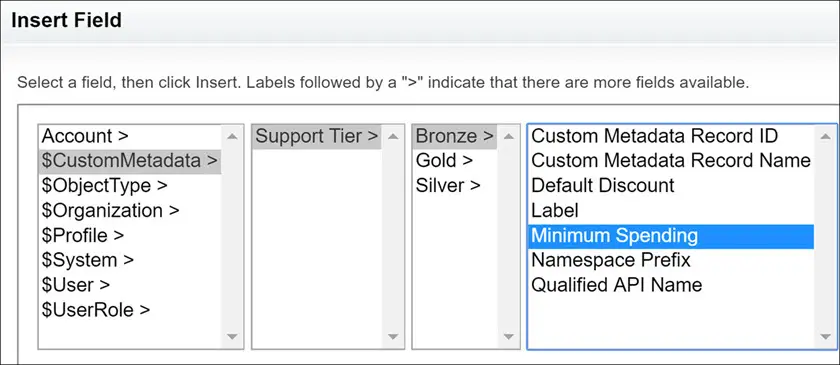 Insert Field
Select a field, then click Insert. Labels followed by a ">" indicate that there are more fields available.
Account >
$CustomMetadata >
$ObjectType >
$Organization >
$Profile >
$System >
$User >
$UserRole >
Support Tier >
Bronze >
Gold >
Silver >
Custom Metadata Record ID
Custom Metadata Record Name
Default Discount
Label
Minimum Spending
Namespace Prefix
Qualified API Name